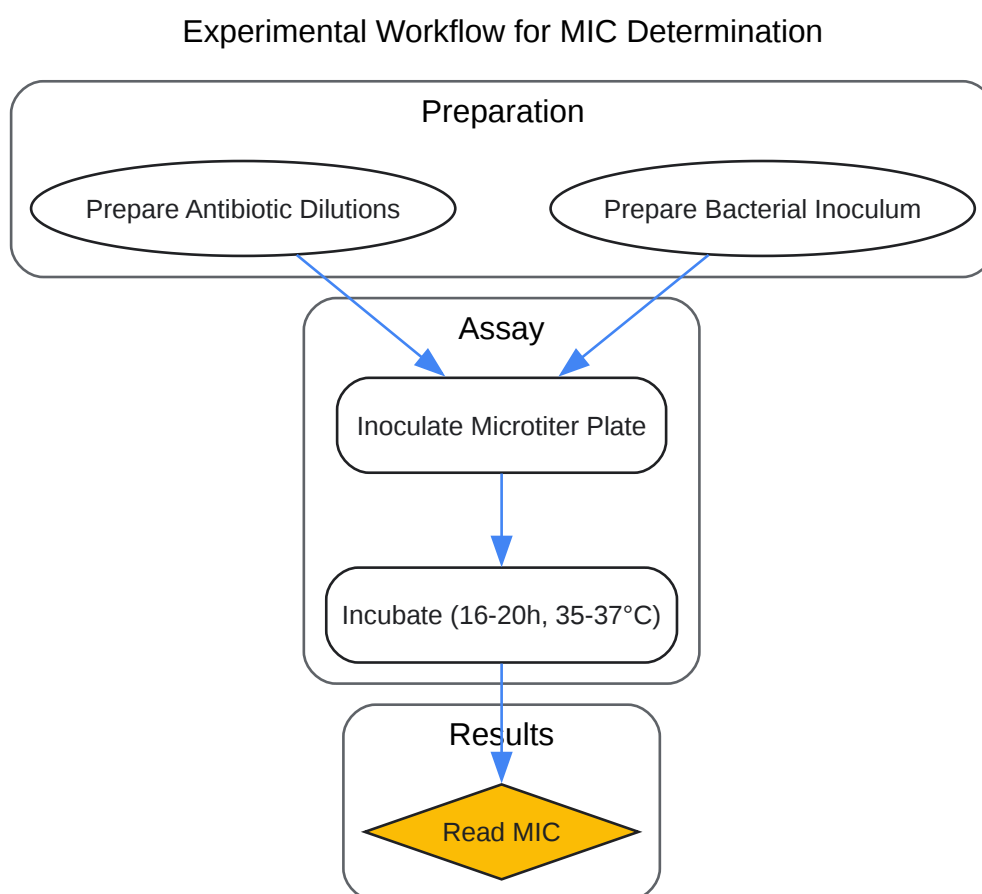 Experimental Workflow for MIC Determination
Preparation
Prepare Antibiotic Dilutions
Prepare Bacterial Inoculum
Assay
Inoculate Microtiter Plate
Incubate (16-20h, 35-37°C)
Results
Read MIC